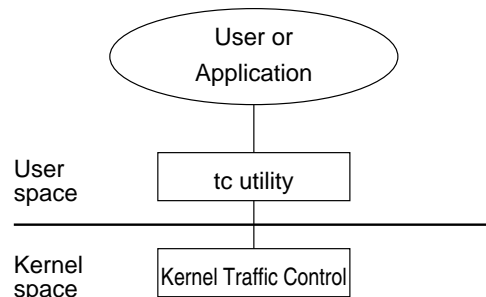 User or
Application
User
space
tc utility
Kernel
space
Kernel Traffic Control